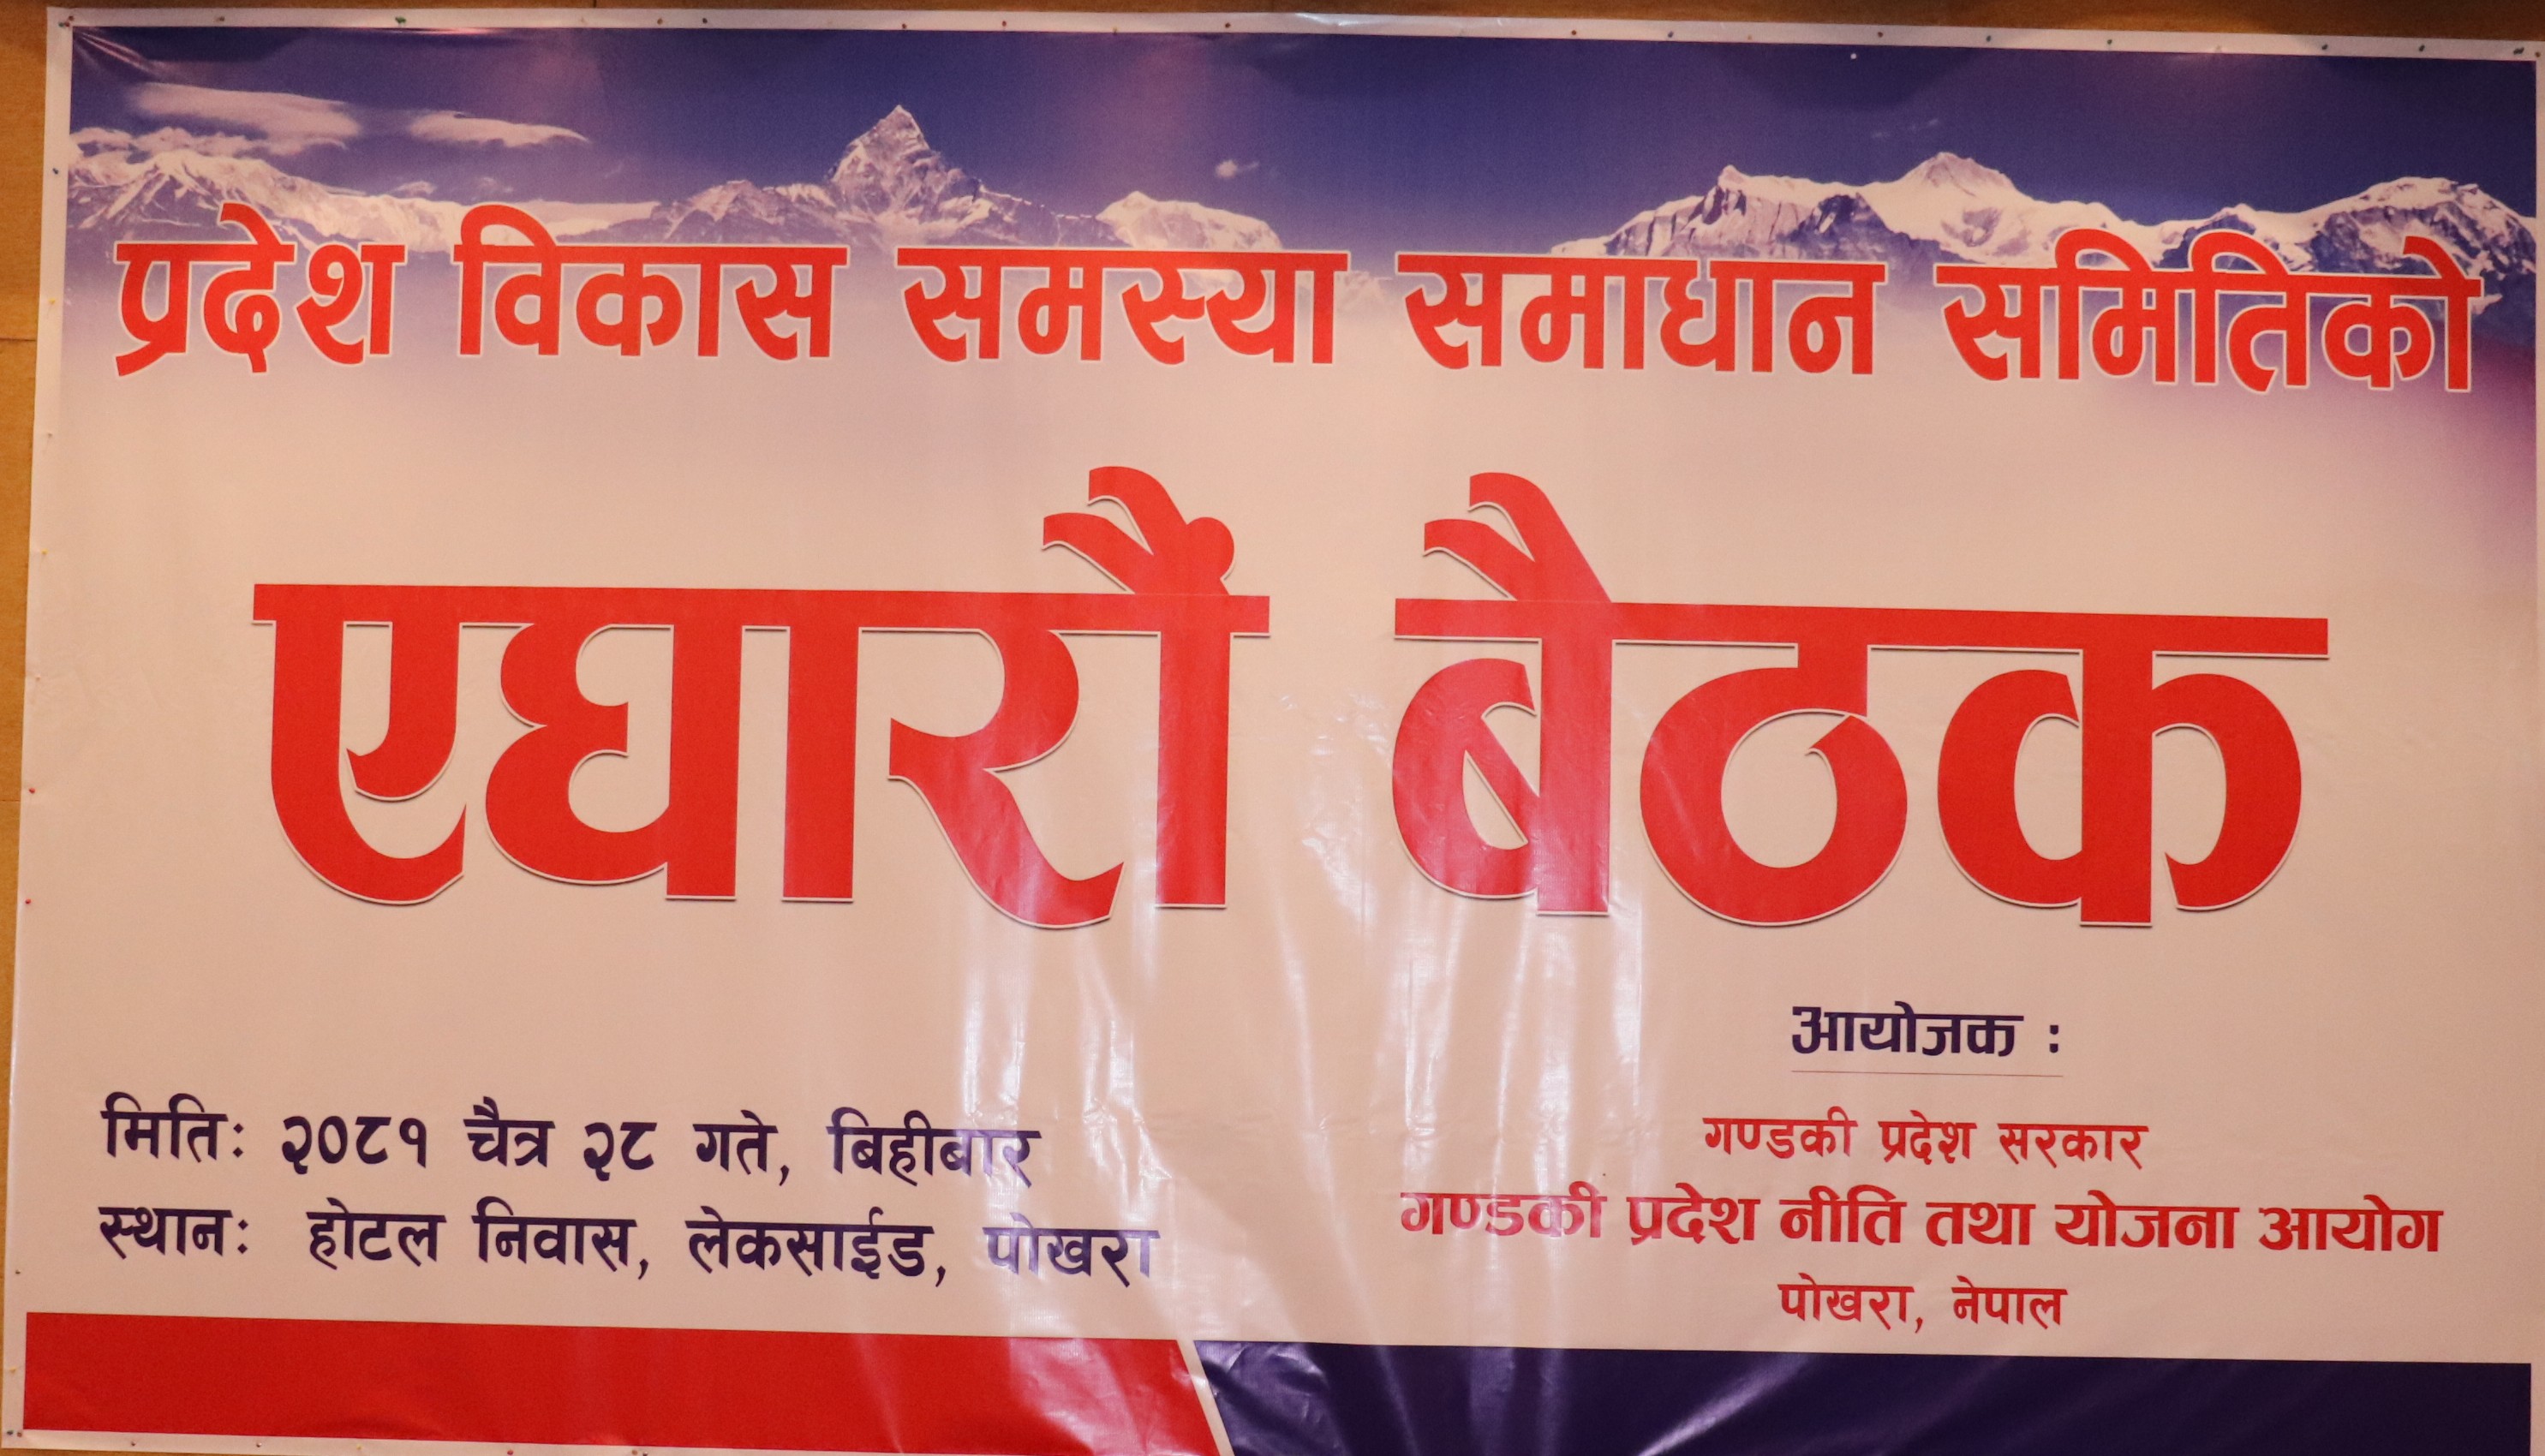 प्रदेश विकास समस्या समाधान समितिको
एघारौं बैठक
मितिः २०८१ चैत्र २८ गते, बिहीबार
स्थानः होटल निवास, लेकसाईड, पोखरा
आयोजक :
गण्डकी प्रदेश सरकार
गण्डकी प्रदेश नीति तथा योजना आयोग
पोखरा, नेपाल